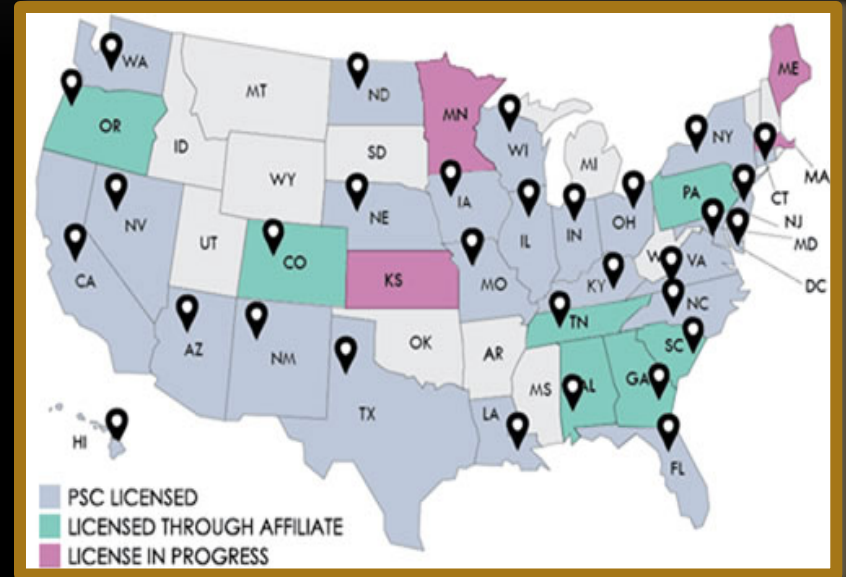 WA
MT
ND
MN
ME
OR
ID
SD
WI
NY
MI
WY
MA
CT
PA
NJ
IA
NE
NV
OH
IL
IN
MD
UT
CO
W
VA
CA
KS
MO
KY
DC
NC
TN
OK
SC
AZ
NM
AR
AL
GA
MS
TX
LA
HI
FL
PSC LICENSED
LICENSED THROUGH AFFILIATE
LICENSE IN PROGRESS